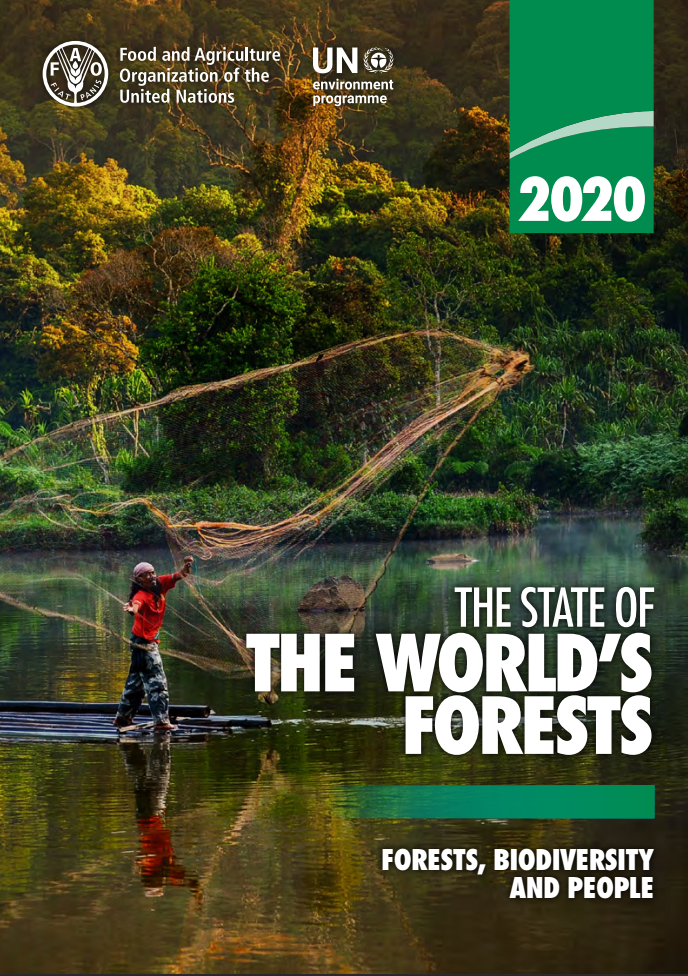 FAO
FIAT PANIS
Food and Agriculture
Organization of the
United Nations
UN
environment
programme
2020
THE STATE OF
THE WORLD'S
FORESTS
FORESTS, BIODIVERSITY
AND PEOPLE